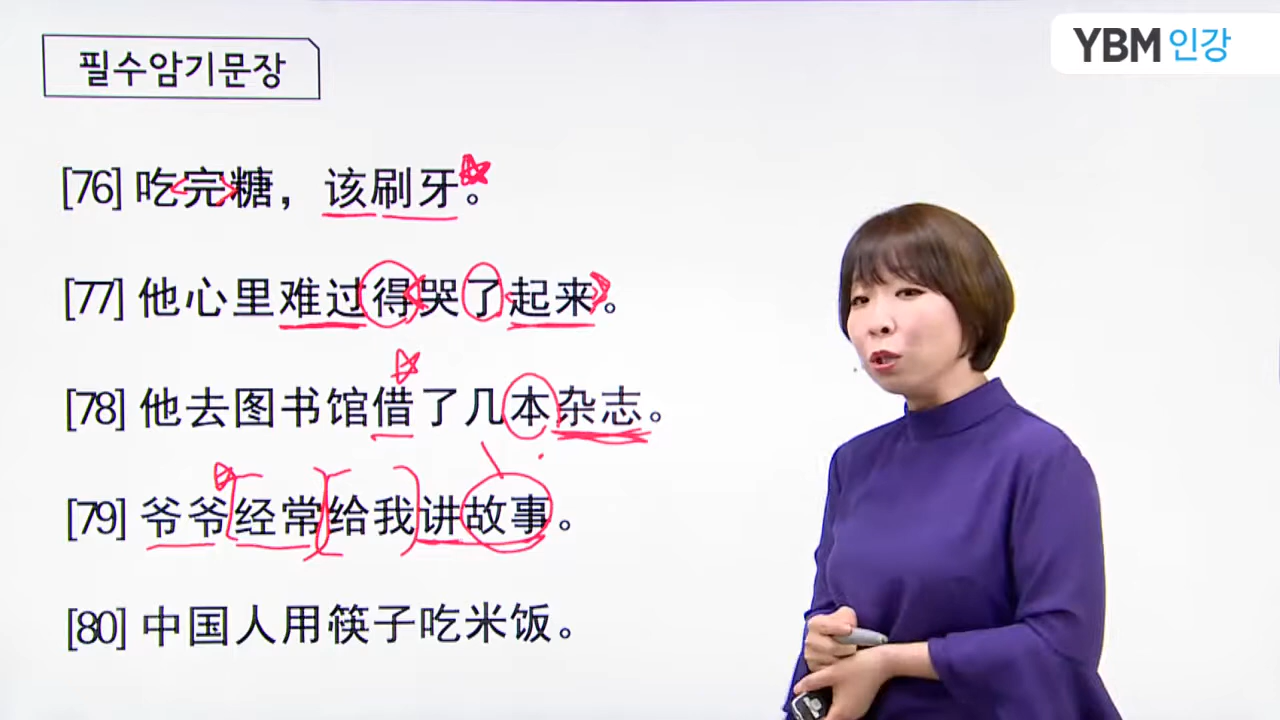 필수암기문장
YBM 인강
[76] 吃完糖，该刷牙。
[77] 他心里难过得哭了起来。
[78] 他去图书馆借了几本杂志。
[79] 爷爷经常给我讲故事。
[80] 中国人用筷子吃米饭。